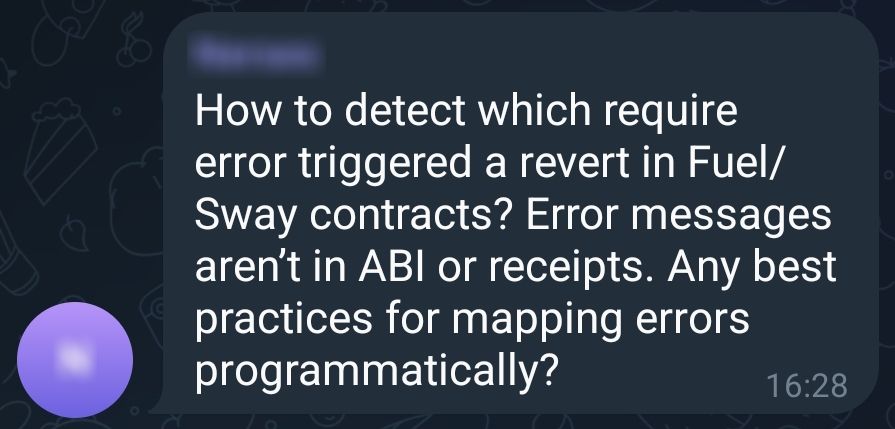 How to detect which require
error triggered a revert in Fuel/
Sway contracts? Error messages
aren’t in ABI or receipts. Any best
practices for mapping errors
programmatically?
16:28